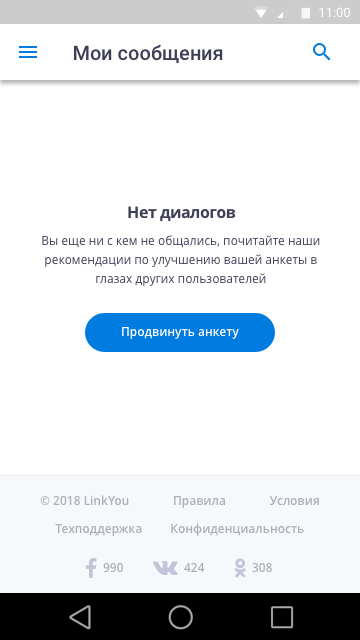 11:00
Мои сообщения
Нет диалогов
Вы еще ни с кем не общались, почитайте наши
рекомендации по улучшению вашей анкеты в
глазах других пользователей
Продвинуть анкету
© 2018 LinkYou Правила Условия
Техподдержка Конфиденциальность
990 424 308